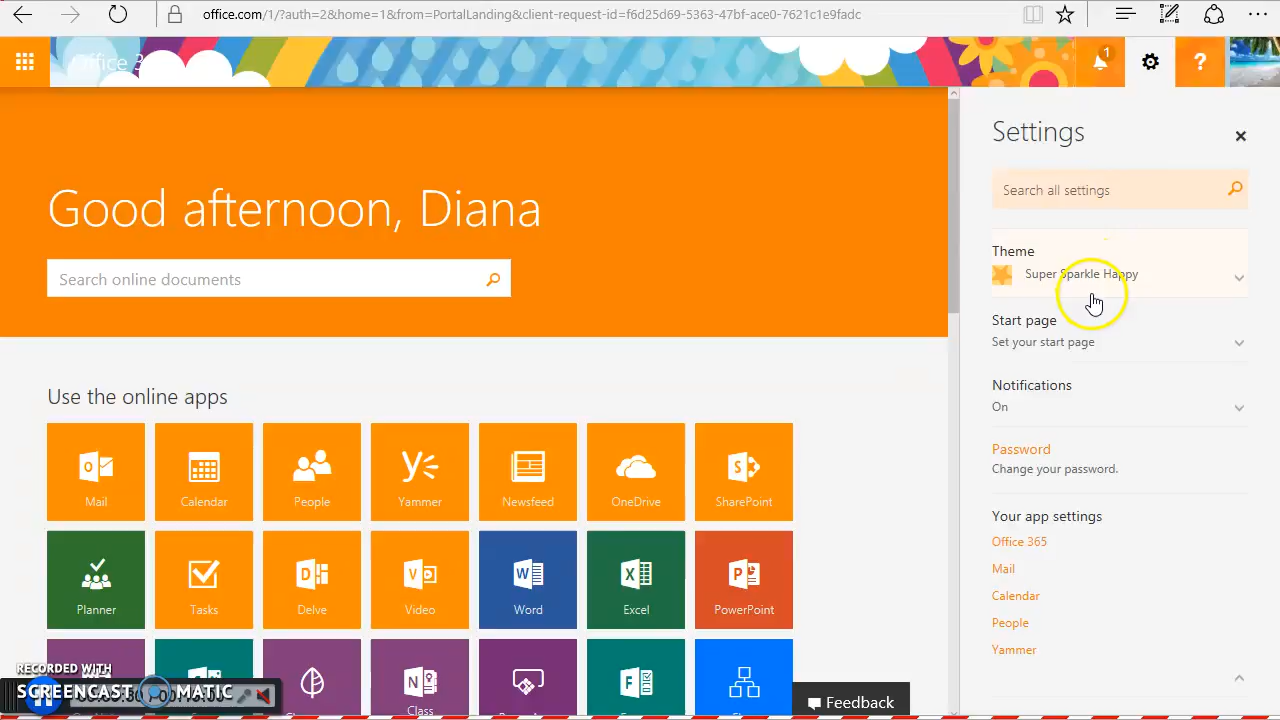 office.com/1/?auth=2&home=1&from=PortalLanding&client-request-id=f6d25d69-5363-47bf-ace0-7621c1e9fadc
Office 3
1
?
Good afternoon, Diana
Search online documents
Use the online apps
Mail
Calendar
People
Yammer
Newsfeed
OneDrive
SharePoint
Planner
Tasks
Delve
Video
Word
Excel
PowerPoint
Class
Feedback
Settings
Search all settings
Theme
Super Sparkle Happy
Start page
Set your start page
Notifications
On
Password
Change your password.
Your app settings
Office 365
Mail
Calendar
People
Yammer
RECORDED WITH
SCREENCAST MATIC